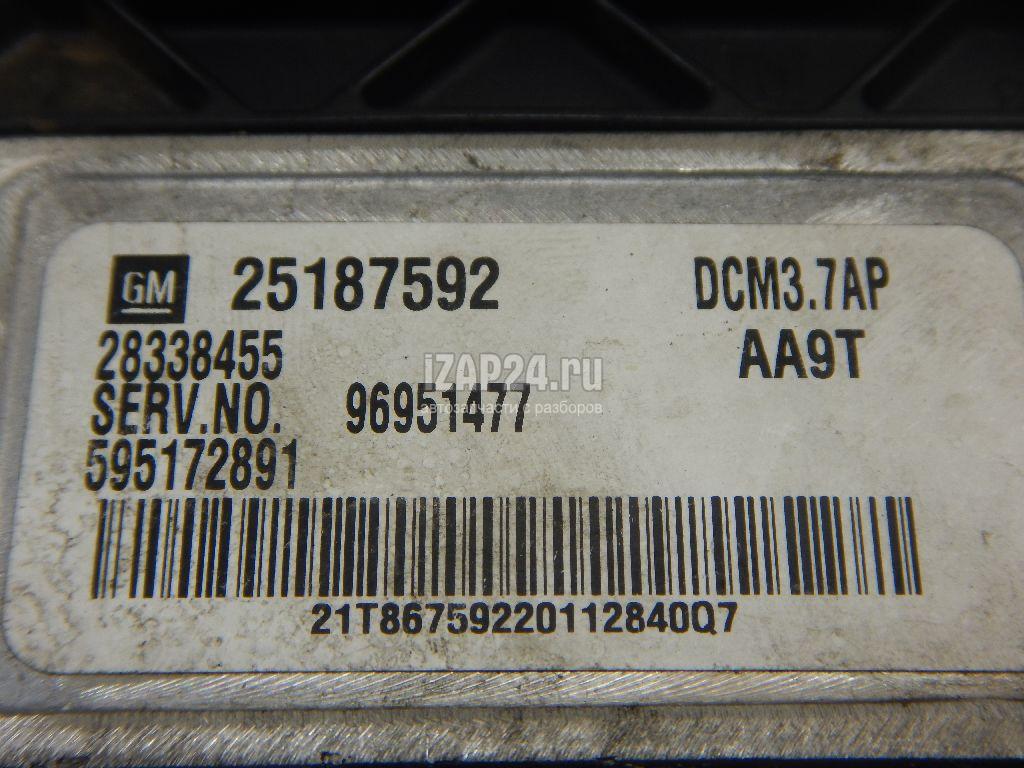 GM 25187592 DCM3.7AP
28338455 AA9T
iZAP24.ru
SERV.NO. 96951477
автозапчасти с разборов
595172891
21T86759220112840Q7